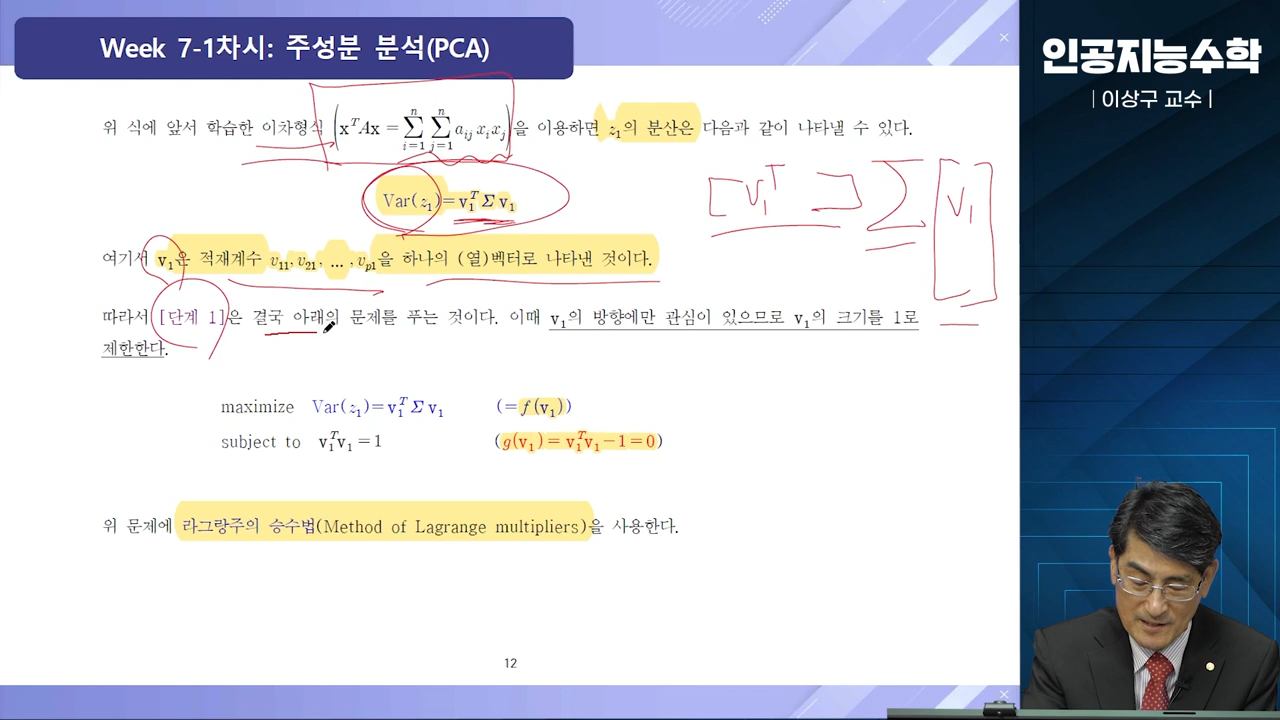 Week 7-1차시: 주성분 분석(PCA)
인공지능수학
| 이상구 교수 |
위 식에 앞서 학습한 이차형식 (x^T A x = ∑_{i=1}^{n} ∑_{j=1}^{n} a_{ij} x_i x_j)을 이용하면 z_1의 분산은 다음과 같이 나타낼 수 있다.
Var(z_1) = v_1^T Σ v_1
[ v_1^T ] Σ [ v_1 ]
여기서 v_1은 적재계수 v_{11}, v_{21}, ... , v_{p1}을 하나의 (열)벡터로 나타낸 것이다.
따라서 [단계 1]은 결국 아래의 문제를 푸는 것이다. 이때 v_1의 방향에만 관심이 있으므로 v_1의 크기를 1로
제한한다.
maximize Var(z_1) = v_1^T Σ v_1 (= f(v_1))
subject to v_1^T v_1 = 1 (g(v_1) = v_1^T v_1 − 1 = 0)
위 문제에 라그랑주의 승수법(Method of Lagrange multipliers)을 사용한다.
12